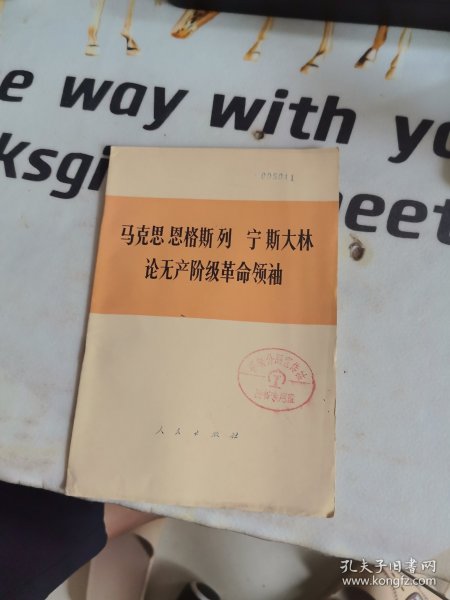 e way with yo
ksgi
eet
005041
马克思 恩格斯 列 宁 斯大林
论无产阶级革命领袖
人民出版社
孔夫子旧书网
www.kongfz.com